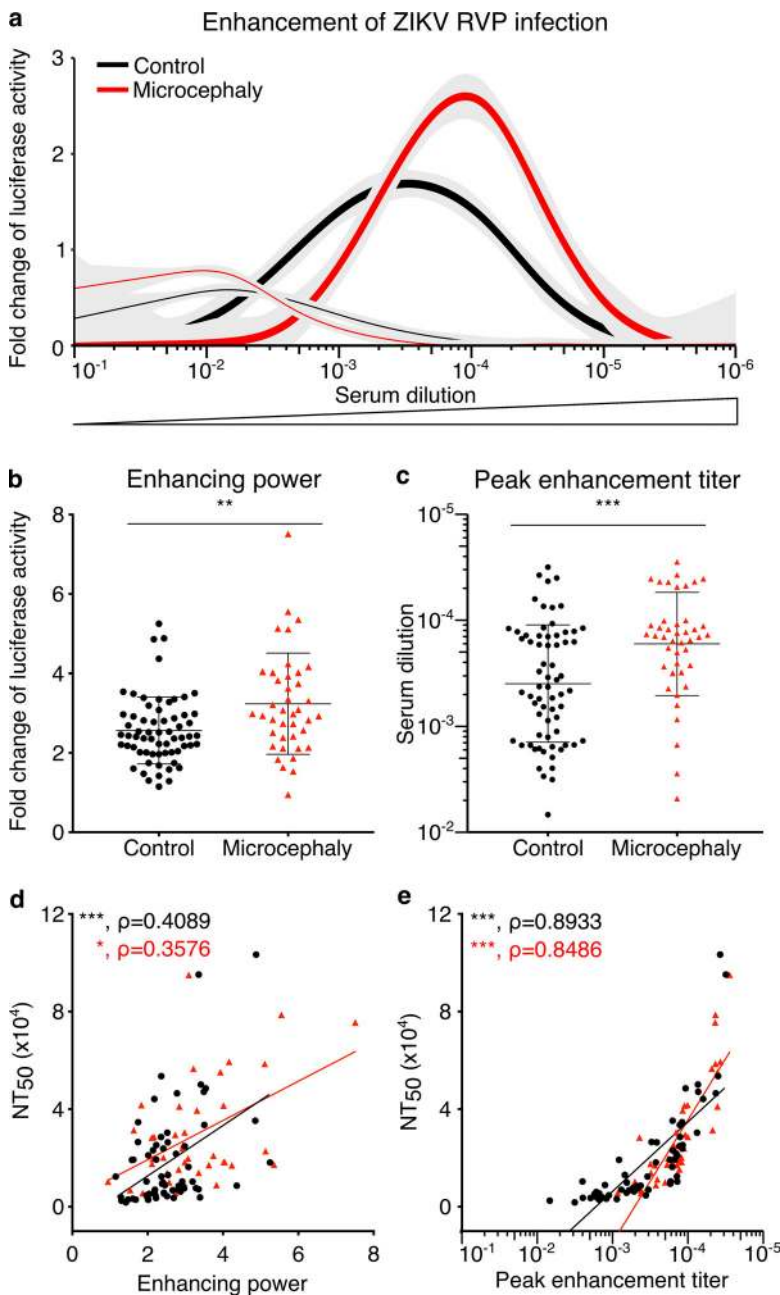 a Enhancement of ZIKV RVP infection
Fold change of luciferase activity
3
2
1
0
Control
Microcephaly
10-1 10-2 10-3 10-4 10-5 10-6
Serum dilution
b Enhancing power
**
Fold change of luciferase activity
8
6
4
2
0
Control Microcephaly
c Peak enhancement titer
***
Serum dilution
10-5
10-4
10-3
10-2
Control Microcephaly
d
***, ρ=0.4089
*, ρ=0.3576
NT50 (x10⁴)
12
8
4
0
0 2 4 6 8
Enhancing power
e
***, ρ=0.8933
***, ρ=0.8486
NT50 (x10⁴)
12
8
4
0
10-1 10-2 10-3 10-4 10-5
Peak enhancement titer